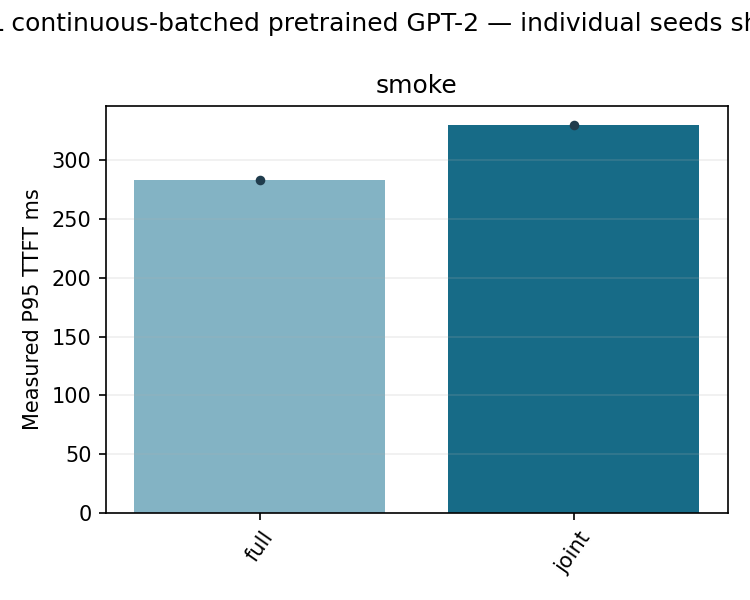 continuous-batched pretrained GPT-2 — individual seeds
smoke
Measured P95 TTFT ms
300
250
200
150
100
50
0
full
joint